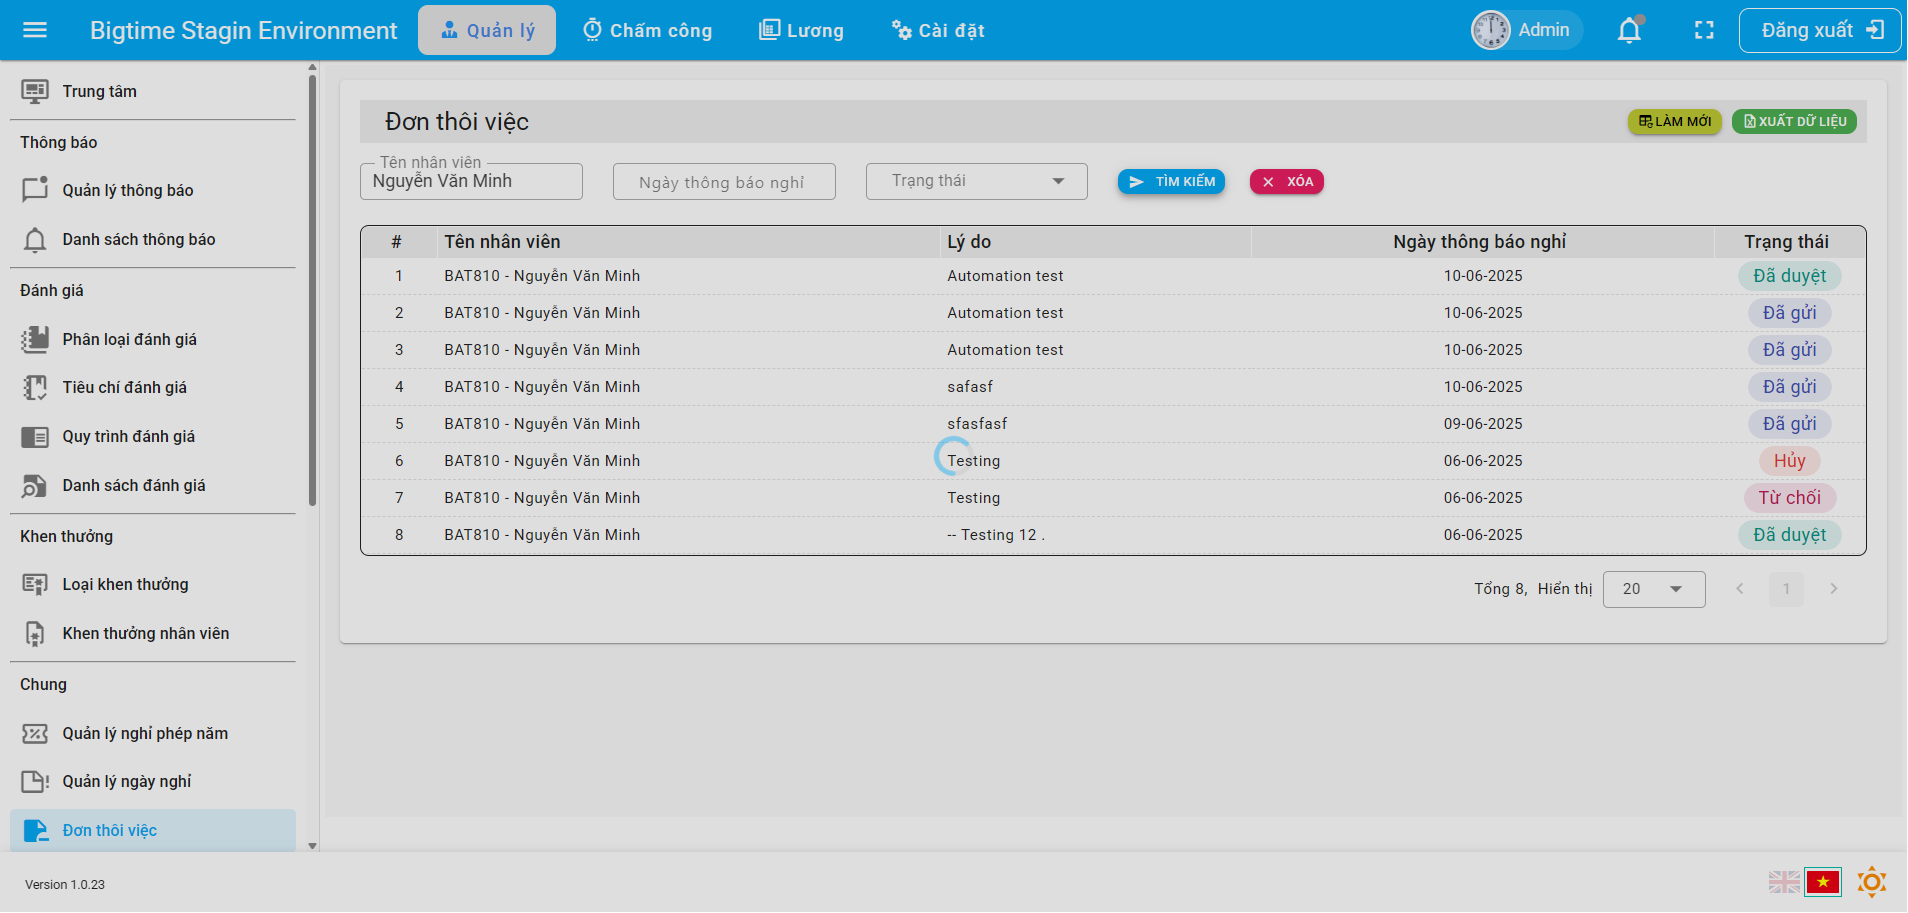 Bigtime Stagin Environment
Quản lý
Chấm công
Lương
Cài đặt
Admin
Đăng xuất
Trung tâm
Thông báo
Quản lý thông báo
Danh sách thông báo
Đánh giá
Phân loại đánh giá
Tiêu chí đánh giá
Quy trình đánh giá
Danh sách đánh giá
Khen thưởng
Loại khen thưởng
Khen thưởng nhân viên
Chung
Quản lý nghỉ phép năm
Quản lý ngày nghỉ
Đơn thôi việc
Đơn thôi việc
LÀM MỚI
XUẤT DỮ LIỆU
Tên nhân viên
Nguyễn Văn Minh
Ngày thông báo nghỉ
Trạng thái
TÌM KIẾM
XÓA
# Tên nhân viên Lý do Ngày thông báo nghỉ Trạng thái
1 BAT810 - Nguyễn Văn Minh Automation test 10-06-2025 Đã duyệt
2 BAT810 - Nguyễn Văn Minh Automation test 10-06-2025 Đã gửi
3 BAT810 - Nguyễn Văn Minh Automation test 10-06-2025 Đã gửi
4 BAT810 - Nguyễn Văn Minh safasf 10-06-2025 Đã gửi
5 BAT810 - Nguyễn Văn Minh sfasfasf 09-06-2025 Đã gửi
6 BAT810 - Nguyễn Văn Minh Testing 06-06-2025 Hủy
7 BAT810 - Nguyễn Văn Minh Testing 06-06-2025 Từ chối
8 BAT810 - Nguyễn Văn Minh -- Testing 12 . 06-06-2025 Đã duyệt
Tổng 8, Hiển thị 20 1
Version 1.0.23